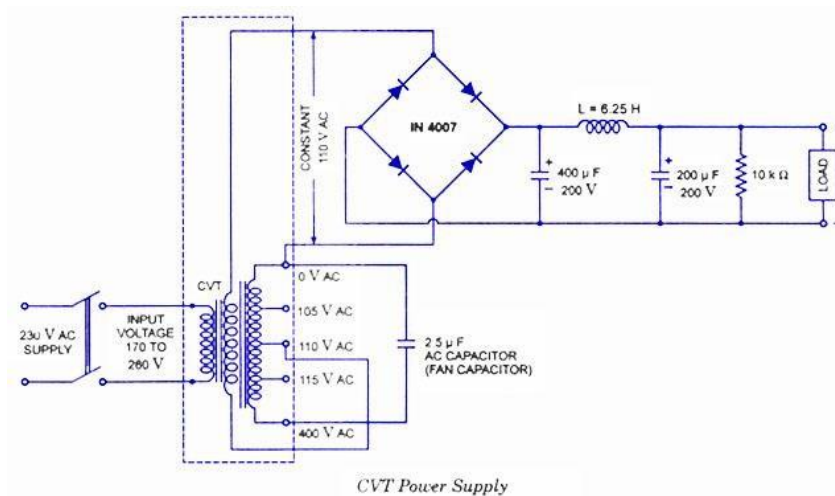 CONSTANT
110 V AC
IN 4007
L = 6.25 H
+
400 µF
– 200 V
+
200 µF
– 200 V
10 k Ω
LOAD
CVT
0 V AC
105 V AC
110 V AC
115 V AC
400 V AC
230 V AC
SUPPLY
INPUT
VOLTAGE
170 TO
260 V
2.5 µF
AC CAPACITOR
(FAN CAPACITOR)
CVT Power Supply